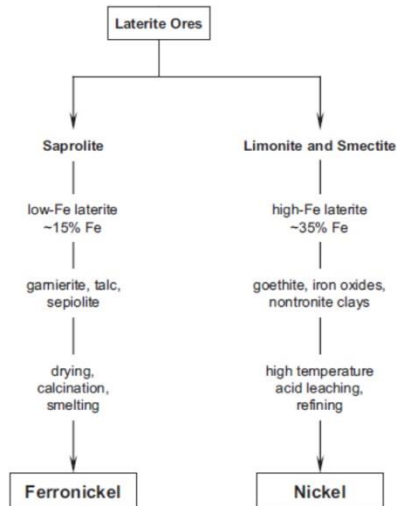 Laterite Ores
Saprolite
low-Fe laterite
~15% Fe
garnierite, talc,
sepiolite
drying,
calcination,
smelting
Ferronickel
Limonite and Smectite
high-Fe laterite
~35% Fe
goethite, iron oxides,
nontronite clays
high temperature
acid leaching,
refining
Nickel